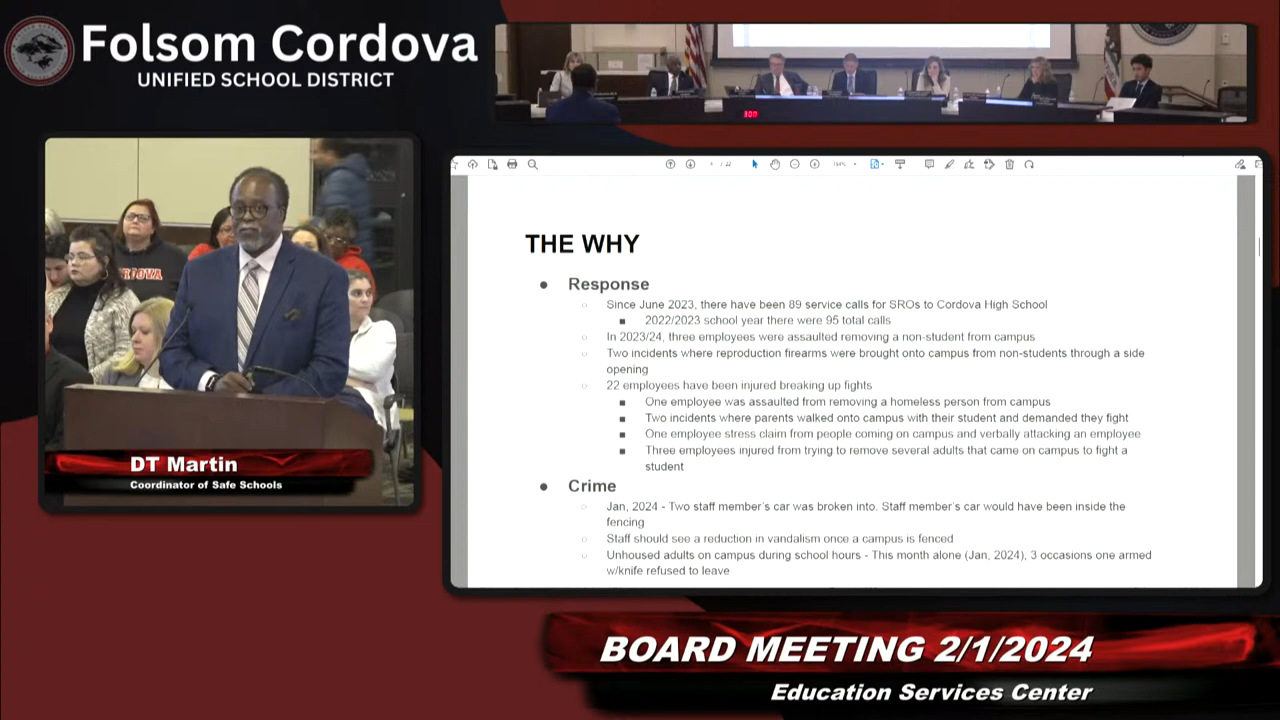 Folsom Cordova
UNIFIED SCHOOL DISTRICT
THE WHY
Response
Since June 2023, there have been 89 service calls for SROs to Cordova High School
2022/2023 school year there were 95 total calls
In 2023/24, three employees were assaulted removing a non-student from campus
Two incidents where reproduction firearms were brought onto campus from non-students through a side
opening
22 employees have been injured breaking up fights
One employee was assaulted from removing a homeless person from campus
Two incidents where parents walked onto campus with their student and demanded they fight
One employee stress claim from people coming on campus and verbally attacking an employee
Three employees injured from trying to remove several adults that came on campus to fight a
student
Crime
Jan, 2024 - Two staff member's car was broken into. Staff member's car would have been inside the
fencing
Staff should see a reduction in vandalism once a campus is fenced
Unhoused adults on campus during school hours - This month alone (Jan, 2024), 3 occasions one armed
w/knife refused to leave
DT Martin
Coordinator of Safe Schools
BOARD MEETING 2/1/2024
Education Services Center